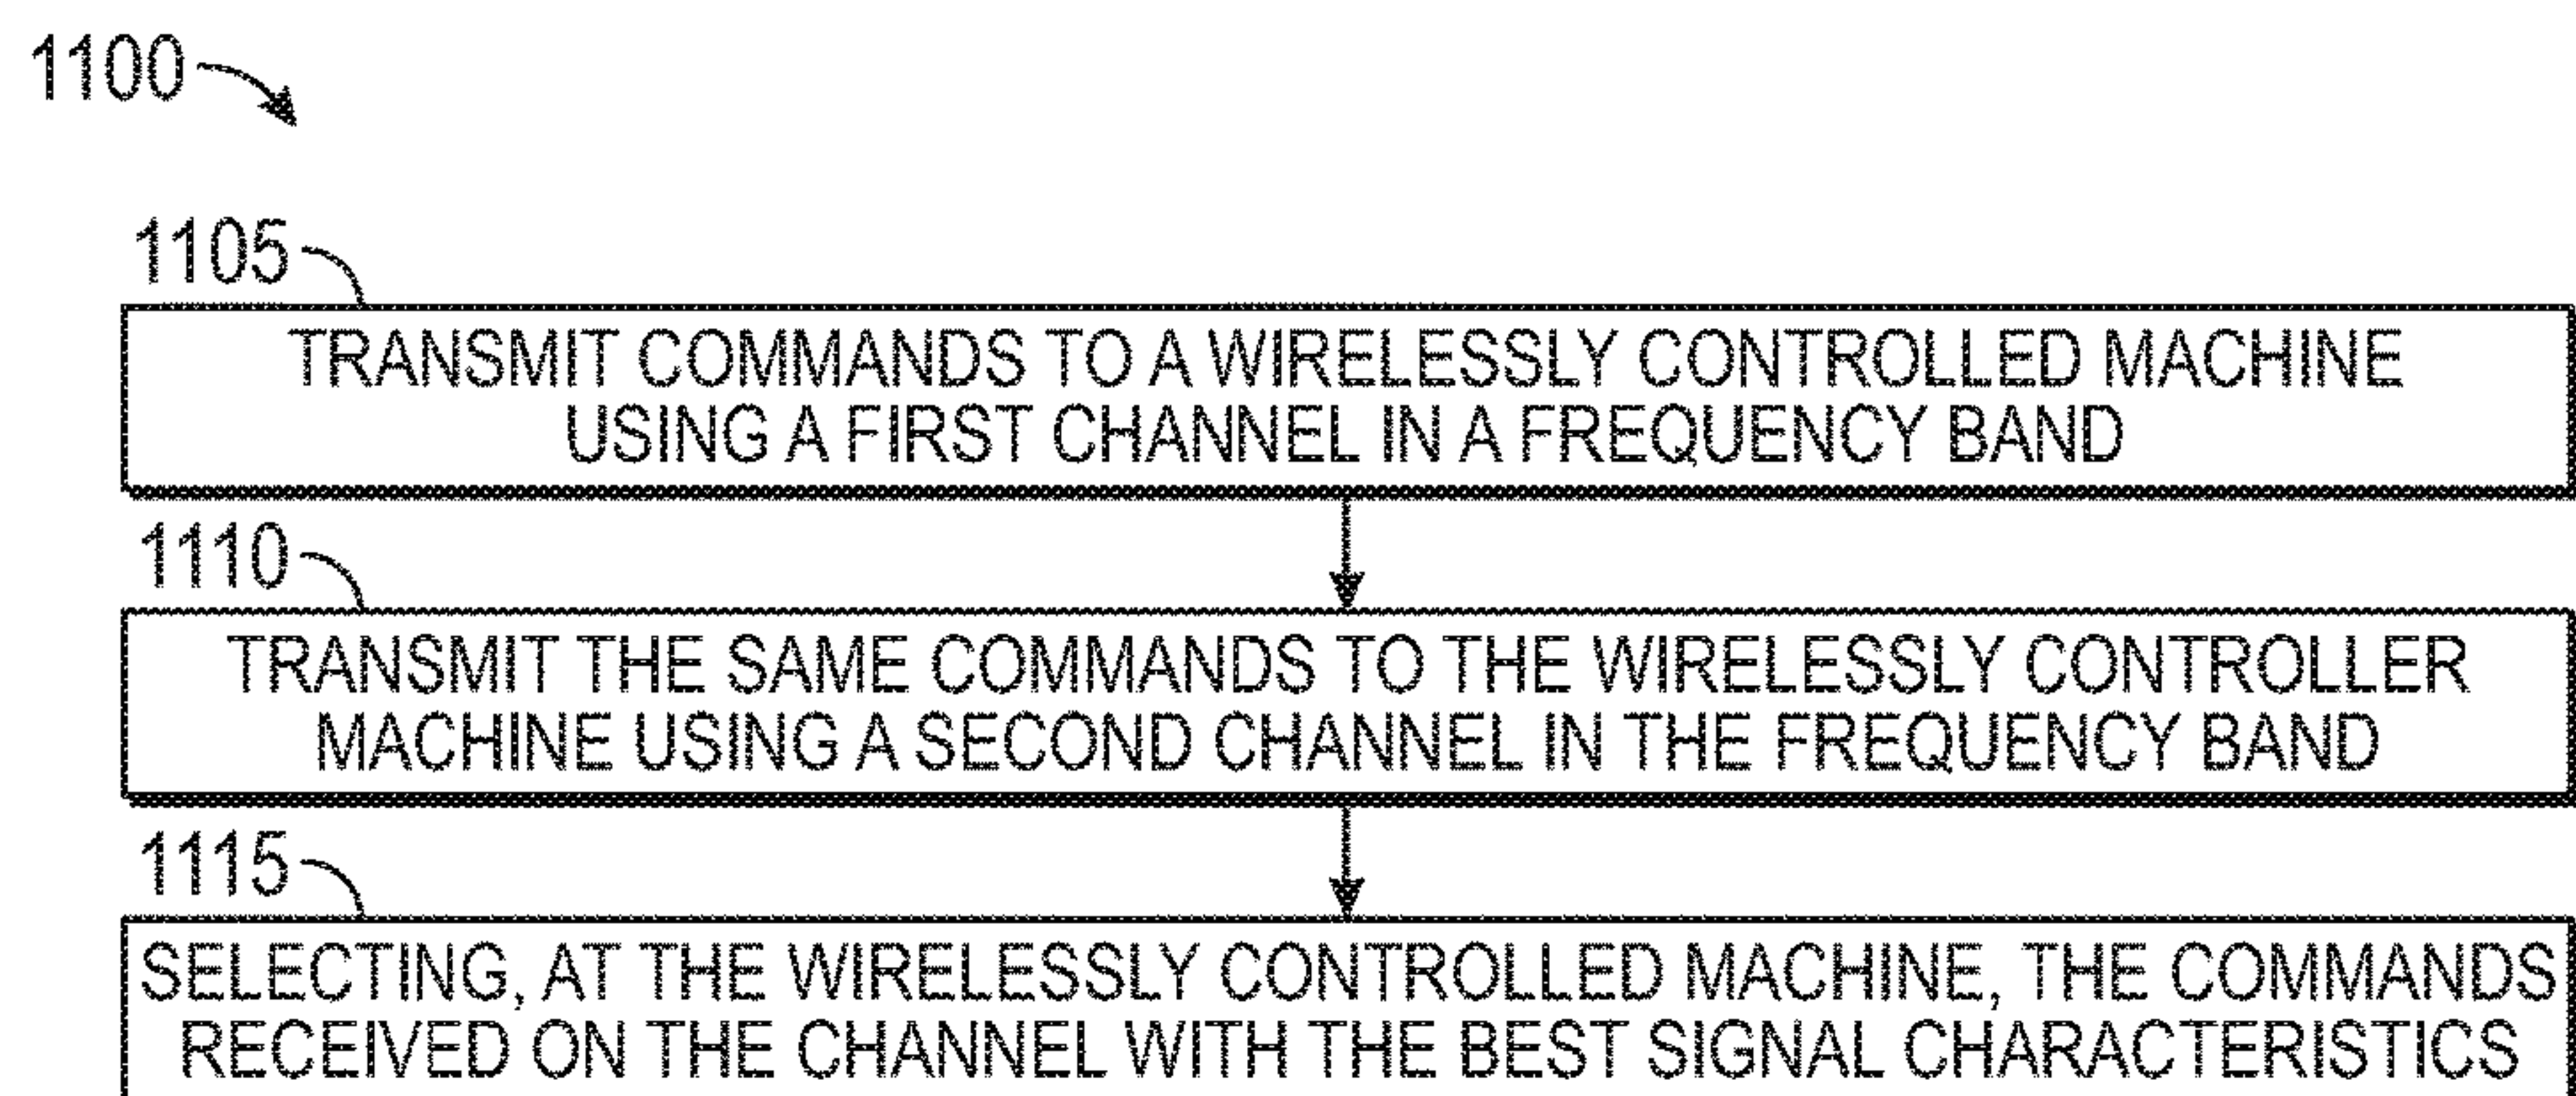 1100
1105
TRANSMIT COMMANDS TO A WIRELESSLY CONTROLLED MACHINE
USING A FIRST CHANNEL IN A FREQUENCY BAND
1110
TRANSMIT THE SAME COMMANDS TO THE WIRELESSLY CONTROLLER
MACHINE USING A SECOND CHANNEL IN THE FREQUENCY BAND
1115
SELECTING, AT THE WIRELESSLY CONTROLLED MACHINE, THE COMMANDS
RECEIVED ON THE CHANNEL WITH THE BEST SIGNAL CHARACTERISTICS